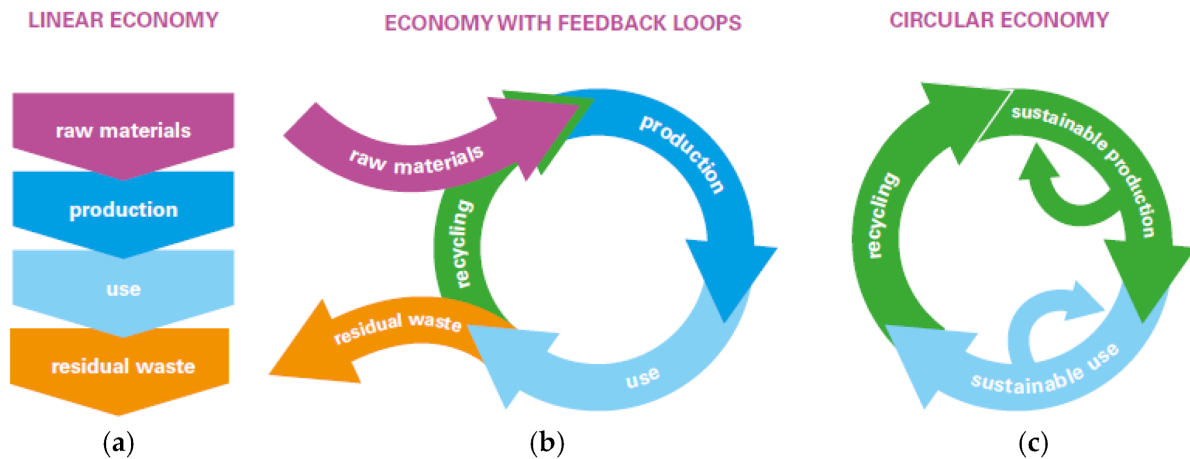 LINEAR ECONOMY
raw materials
production
use
residual waste
(a)
ECONOMY WITH FEEDBACK LOOPS
raw materials
production
recycling
residual waste
use
(b)
CIRCULAR ECONOMY
sustainable production
recycling
sustainable use
(c)